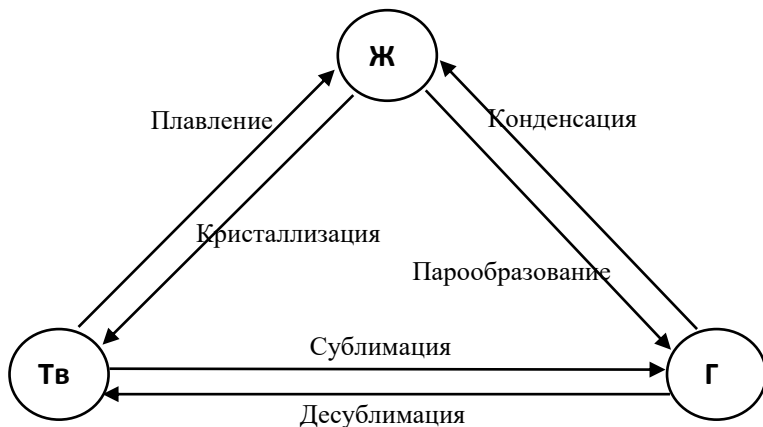 Ж
Плавление
Конденсация
Кристаллизация
Парообразование
Сублимация
Тв
Г
Десублимация